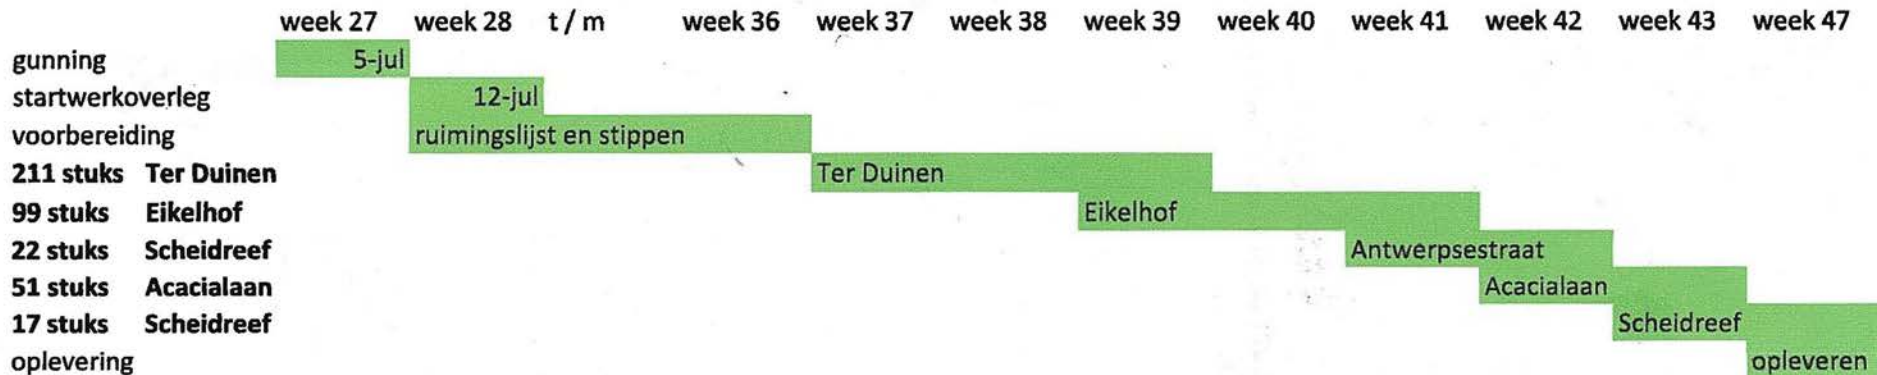 week 27 week 28 t / m week 36 week 37 week 38 week 39 week 40 week 41 week 42 week 43 week 47
gunning 5-jul
startwerkoverleg 12-jul
voorbereiding ruimingslijst en stippen
211 stuks Ter Duinen Ter Duinen
99 stuks Eikelhof Eikelhof
22 stuks Scheidreef Antwerpsestraat
51 stuks Acacialaan Acacialaan
17 stuks Scheidreef Scheidreef
oplevering opleveren